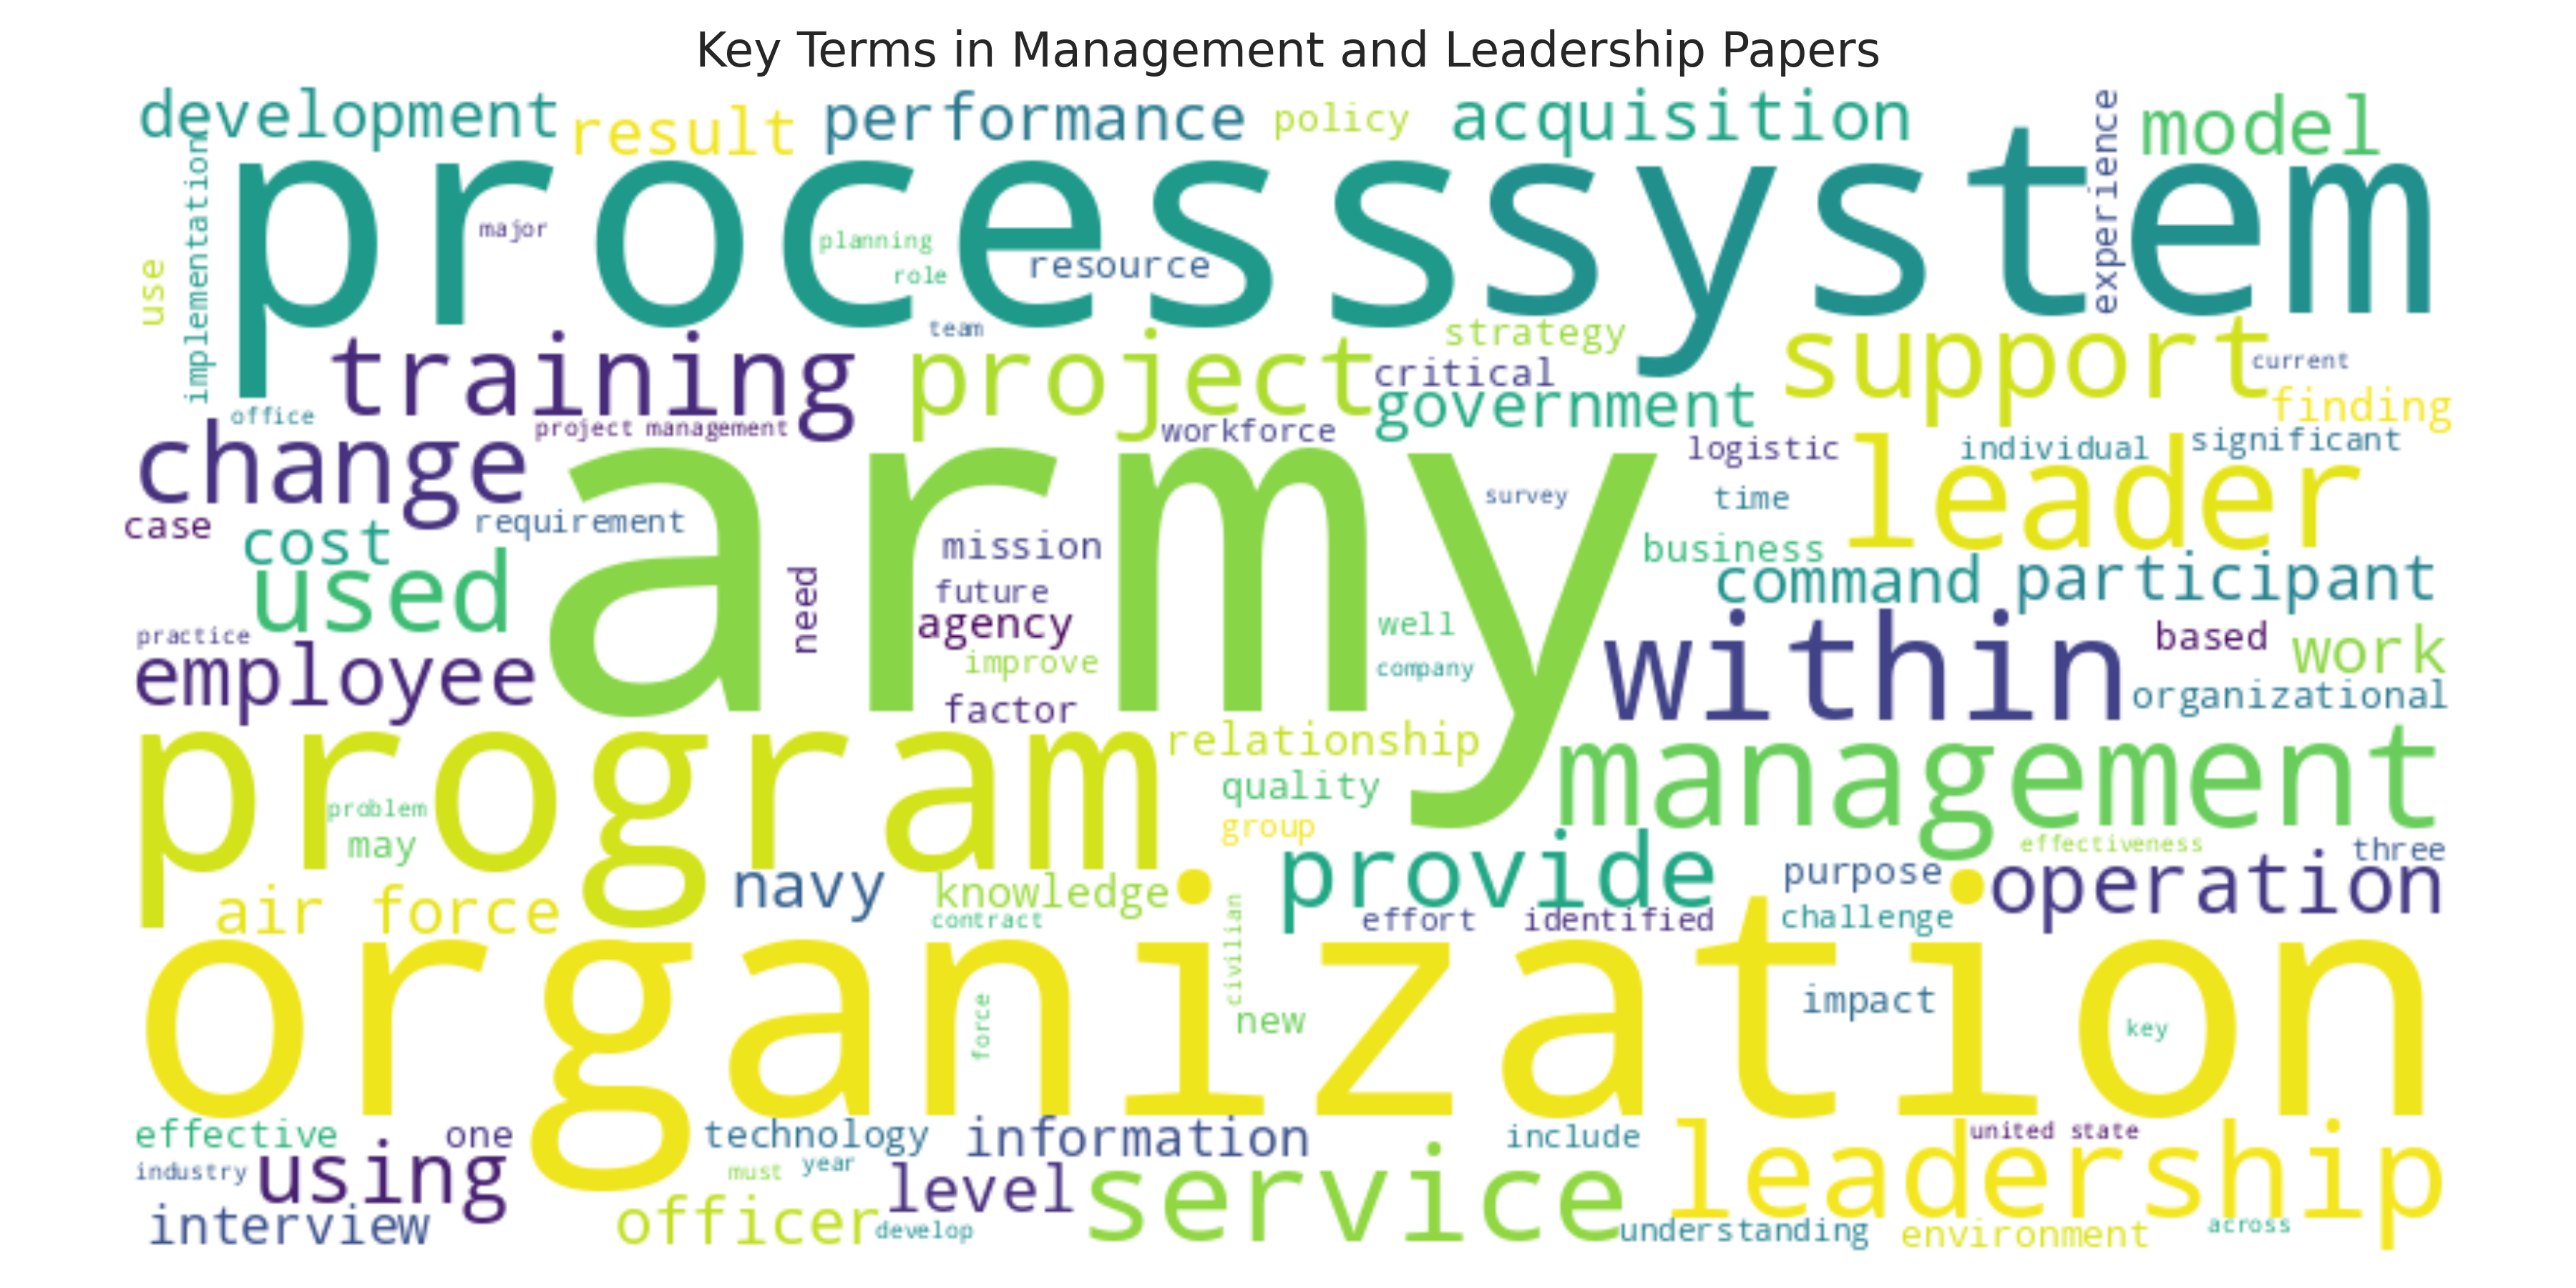 Key Terms in Management and Leadership Papers
development result performance policy acquisition experience model
implementation use process system
major planning role resource
team strategy
training project critical government support current finding
office project management workforce
change army logistic individual significant leader
case cost requirement mission survey time business
used need future agency command participant
practice employee improve factor well company within based work organizational
program relationship management
problem may quality group effectiveness three
air force navy knowledge contract provide purpose operation
effort identified challenge
organization civilian
force new impact key
effective one technology information include leadership united state
industry using must year level service
interview officer develop understanding environment across